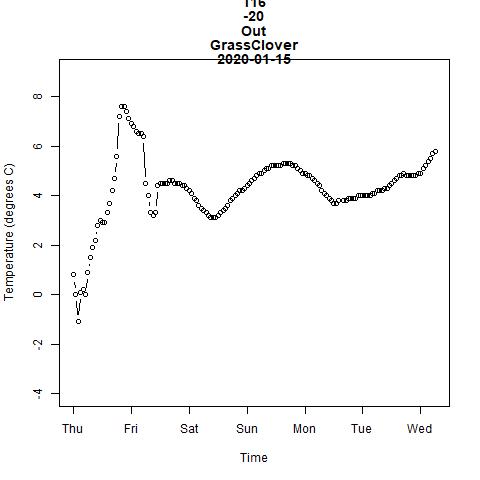 T16
-20
Out
GrassClover
2020-01-15
Temperature (degrees C)
8
6
4
2
0
-2
-4
Thu Fri Sat Sun Mon Tue Wed
Time